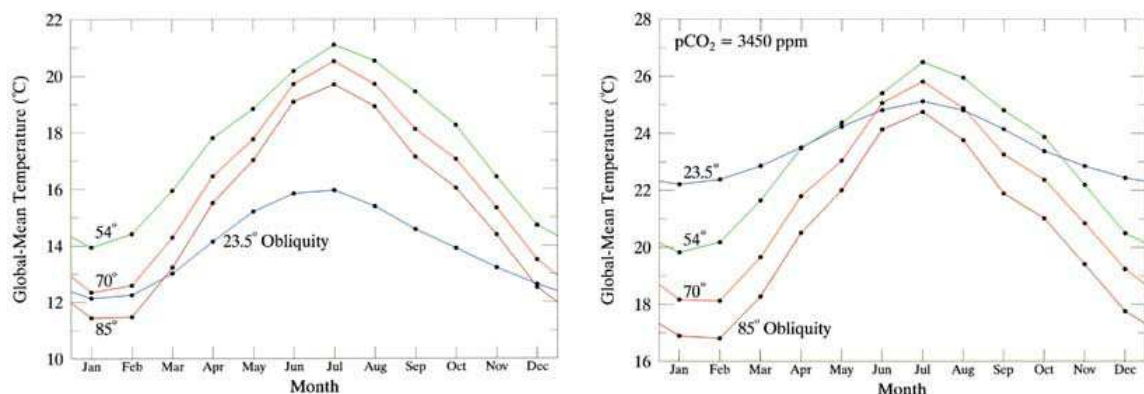 22
20
18
16
14
12
10
Global-Mean Temperature (℃)
54°
70°
85°
23.5° Obliquity
Jan Feb Mar Apr May Jun Jul Aug Sep Oct Nov Dec
Month
28
26
24
22
20
18
16
Global-Mean Temperature (℃)
pCO₂ = 3450 ppm
23.5°
54°
70°
85° Obliquity
Jan Feb Mar Apr May Jun Jul Aug Sep Oct Nov Dec
Month